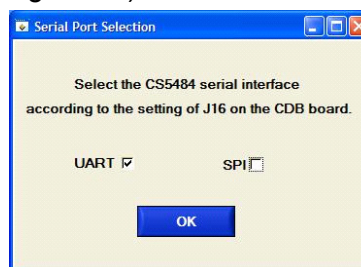 Serial Port Selection
Select the CS5484 serial interface
according to the setting of J16 on the CDB board.
UART SPI
OK